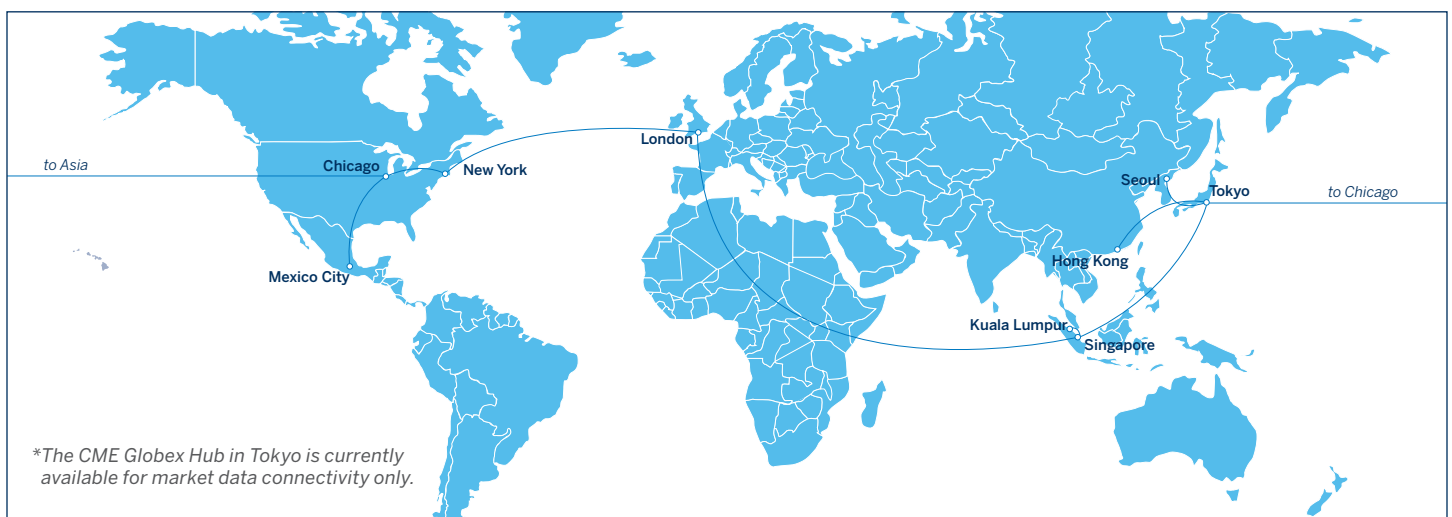 London
to Asia
Chicago
New York
Seoul
Tokyo
to Chicago
Hong Kong
Mexico City
Kuala Lumpur
Singapore
*The CME Globex Hub in Tokyo is currently
available for market data connectivity only.